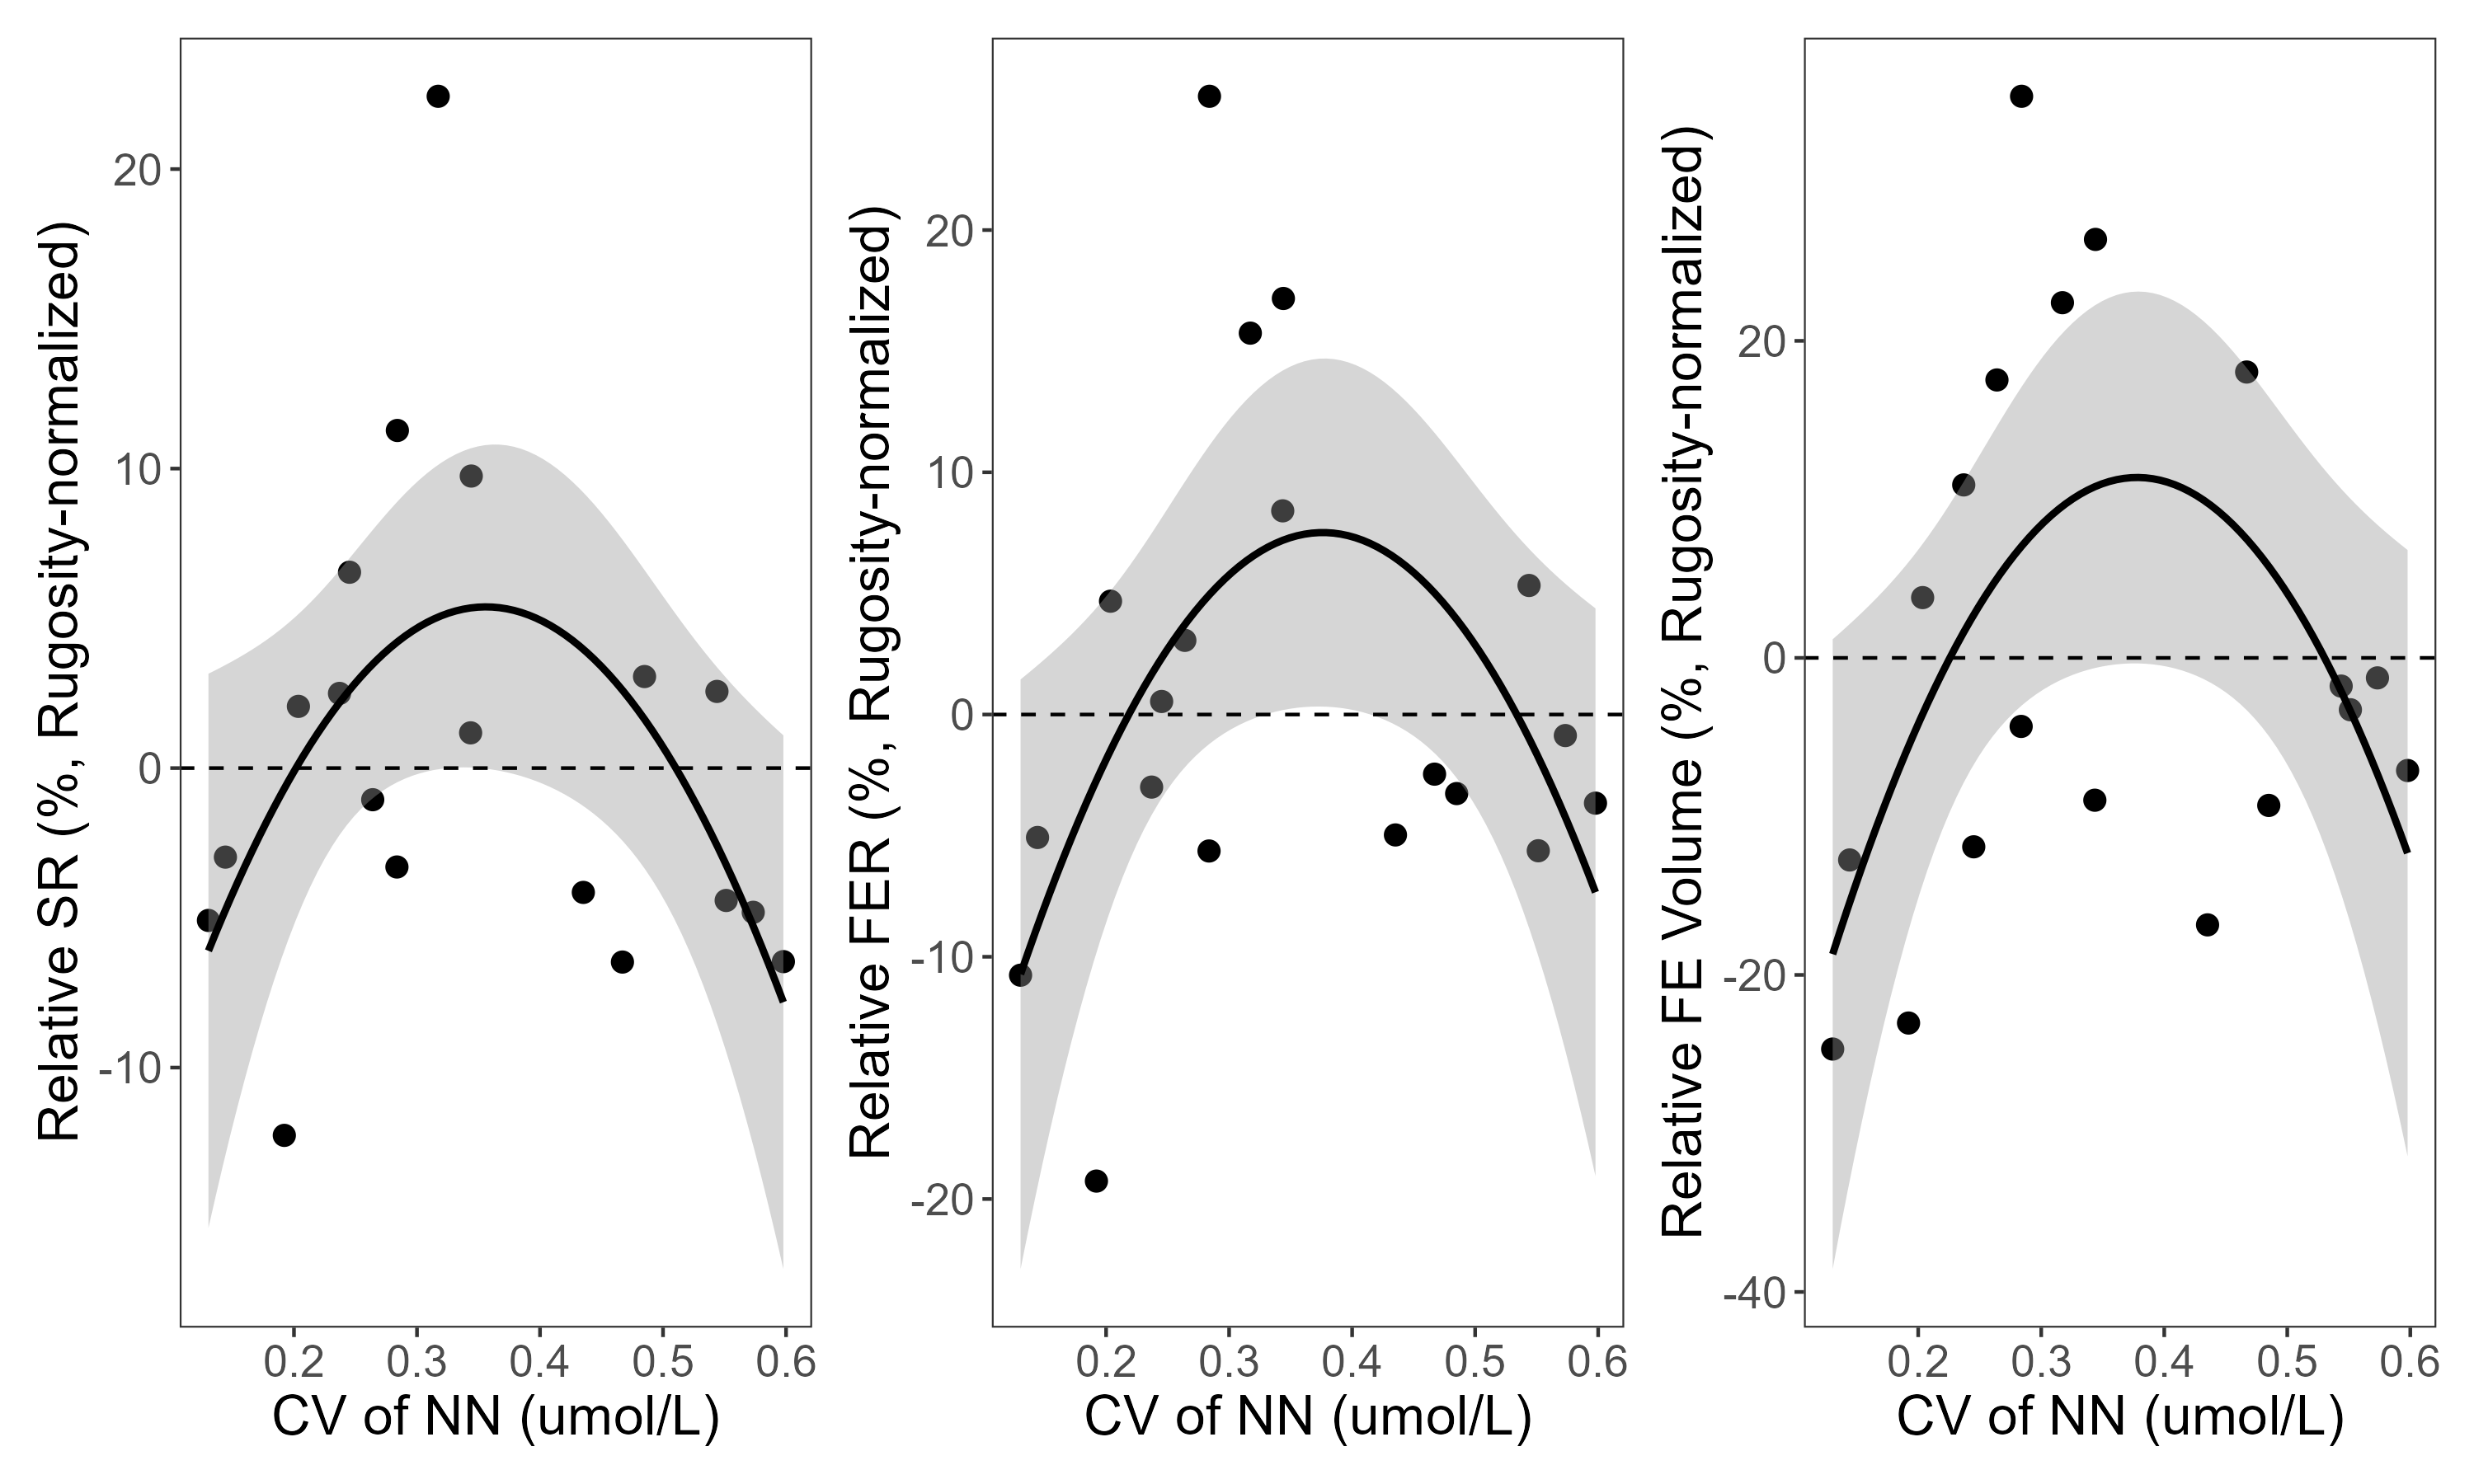 Relative SR (%, Rugosity-normalized)
20
10
0
-10
0.2 0.3 0.4 0.5 0.6
CV of NN (umol/L)
Relative FER (%, Rugosity-normalized)
20
10
0
-10
-20
0.2 0.3 0.4 0.5 0.6
CV of NN (umol/L)
Relative FE Volume (%, Rugosity-normalized)
20
0
-20
-40
0.2 0.3 0.4 0.5 0.6
CV of NN (umol/L)